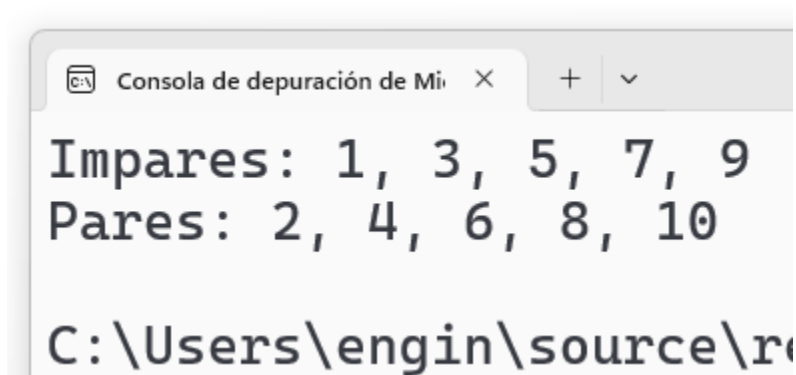 Consola de depuración de Mi
Impares: 1, 3, 5, 7, 9
Pares: 2, 4, 6, 8, 10
C:\Users\engin\source\re